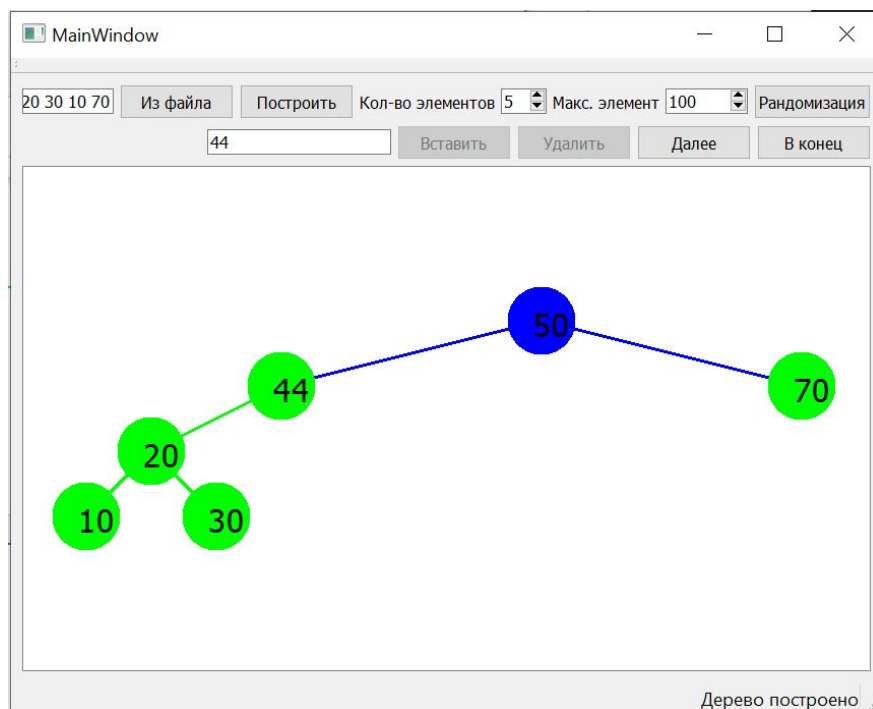 MainWindow
20 30 10 70 Из файла Построить Кол-во элементов 5 Макс. элемент 100 Рандомизация
44 Вставить Удалить Далее В конец
50
44 70
20
10 30
Дерево построено